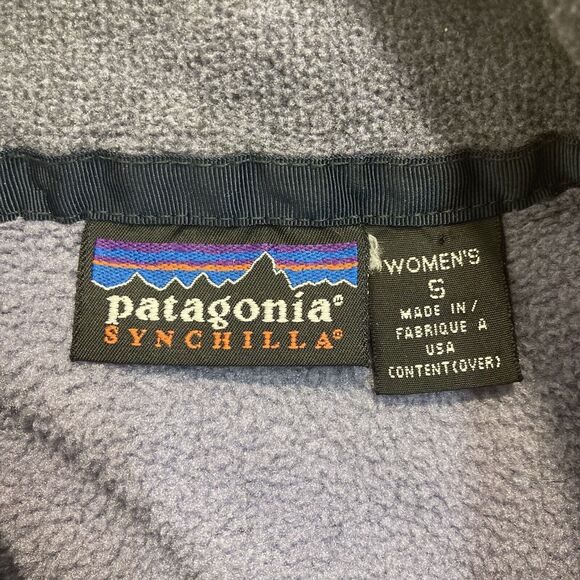 patagonia®
SYNCHILLA®
WOMEN'S
S
MADE IN /
FABRIQUE A
USA
CONTENT(OVER)